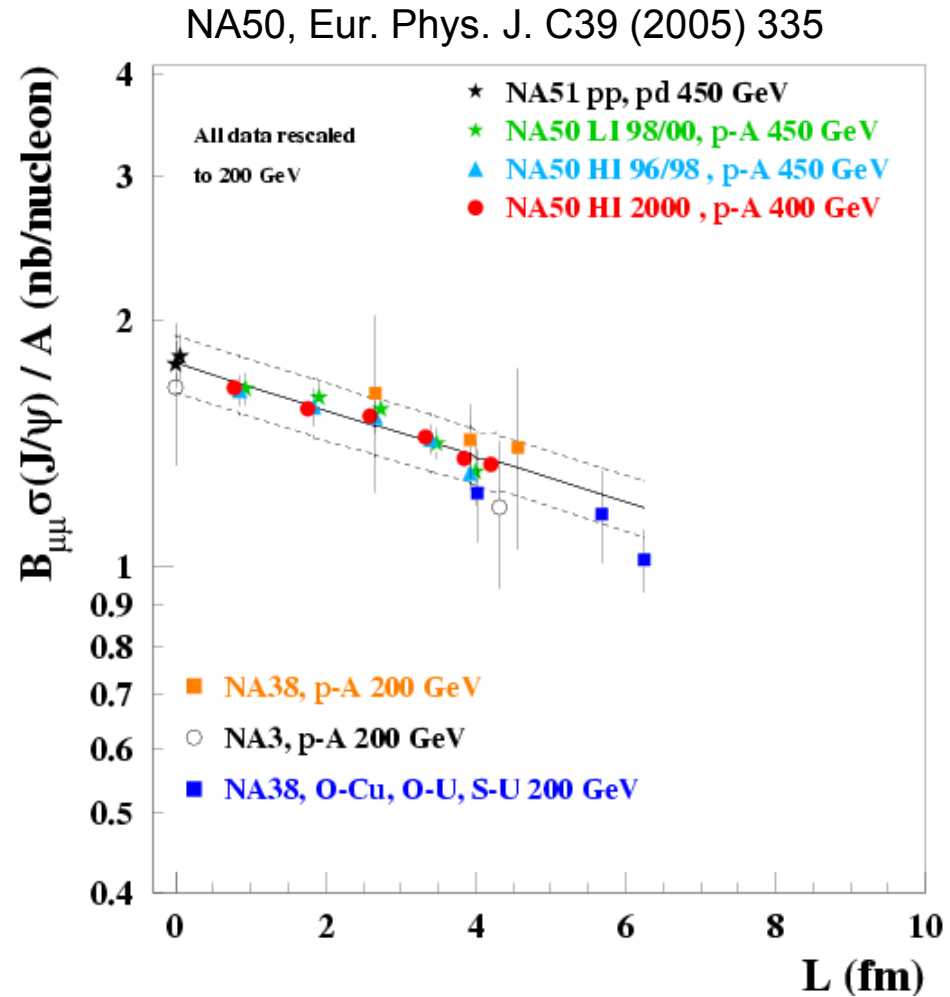 NA50, Eur. Phys. J. C39 (2005) 335
B_μμ σ(J/ψ) / A (nb/nucleon)
4
3
2
1
0.9
0.8
0.7
0.6
0.5
0.4
All data rescaled
to 200 GeV
★ NA51 pp, pd 450 GeV
★ NA50 LI 98/00, p-A 450 GeV
▲ NA50 HI 96/98 , p-A 450 GeV
● NA50 HI 2000 , p-A 400 GeV
■ NA38, p-A 200 GeV
○ NA3, p-A 200 GeV
■ NA38, O-Cu, O-U, S-U 200 GeV
0 2 4 6 8 10
L (fm)